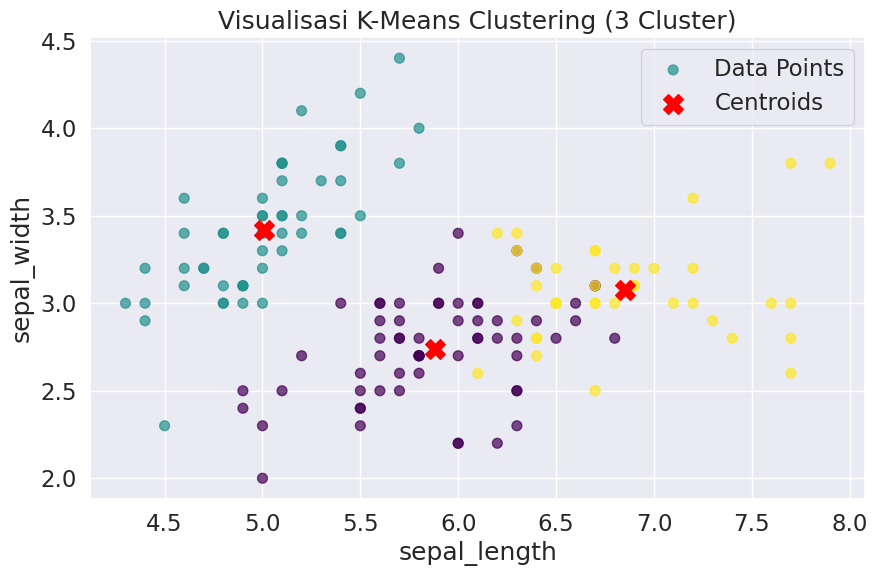 Visualisasi K-Means Clustering (3 Cluster)
Data Points
Centroids
sepal_width
4.5
4.0
3.5
3.0
2.5
2.0
4.5 5.0 5.5 6.0 6.5 7.0 7.5 8.0
sepal_length